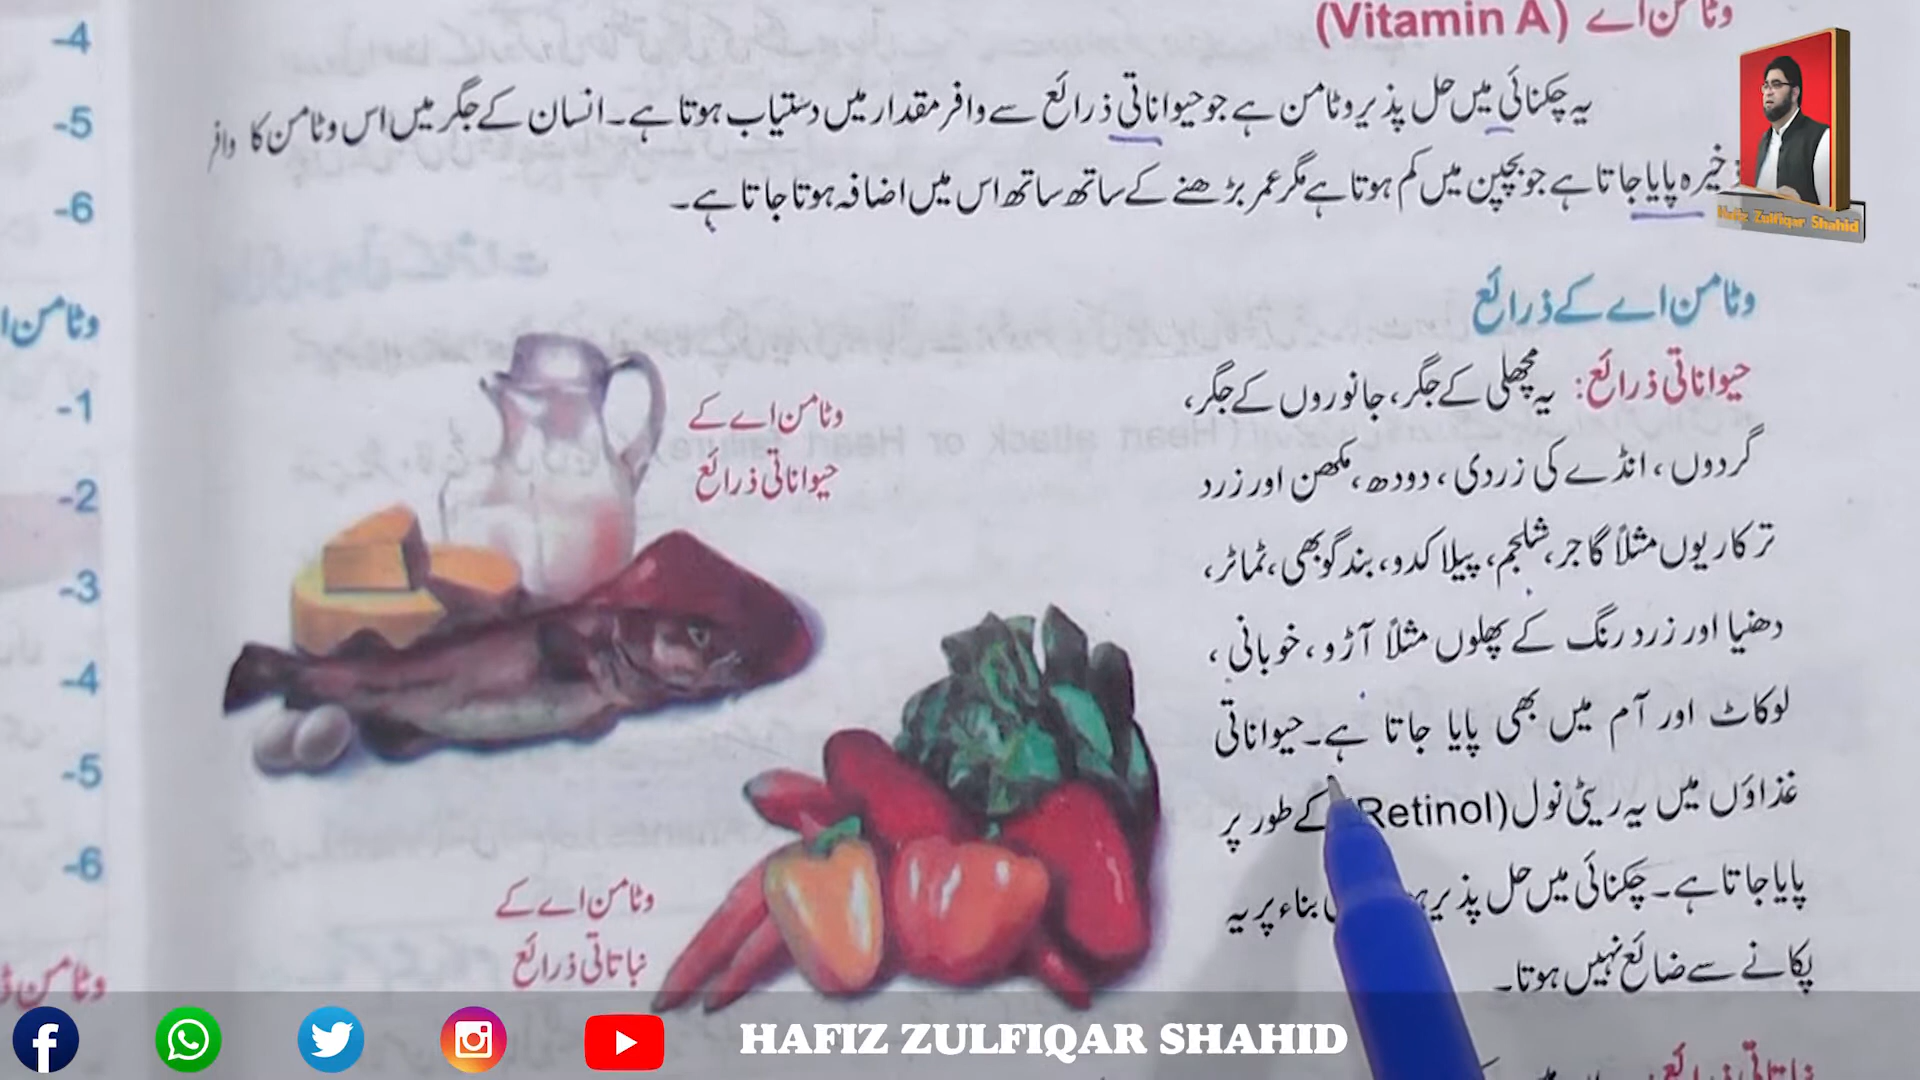 وٹامن اے (Vitamin A)
یہ چکنائی میں حل پذیر وٹامن ہے جو حیواناتی ذرائع سے وافر مقدار میں دستیاب ہوتا ہے۔ انسان کے جگر میں اس وٹامن کا وافر
ذخیرہ پایا جاتا ہے جو بچپن میں کم ہوتا ہے مگر عمر بڑھنے کے ساتھ ساتھ اس میں اضافہ ہوتا جاتا ہے۔
Hafiz Zulfiqar Shahid
وٹامن اے کے ذرائع
حیواناتی ذرائع: یہ مچھلی کے جگر، جانوروں کے جگر،
گردوں، انڈے کی زردی، دودھ، مکھن اور زرد
ترکاریوں مثلاً گاجر، شلجم، پیلا کدو، بند گوبھی، ٹماٹر،
دھنیا اور زرد رنگ کے پھلوں مثلاً آڑو، خوبانی،
لوکاٹ اور آم میں بھی پایا جاتا ہے۔ حیواناتی
غذاؤں میں یہ ریٹی نول (Retinol) کے طور پر
پایا جاتا ہے۔ چکنائی میں حل پذیر بناء پر یہ
پکانے سے ضائع نہیں ہوتا۔
وٹامن اے کے
حیواناتی ذرائع
وٹامن اے کے
نباتاتی ذرائع
-4
-5
-6
وٹامن
-1
-2
-3
-4
-5
-6
وٹامن
HAFIZ ZULFIQAR SHAHID